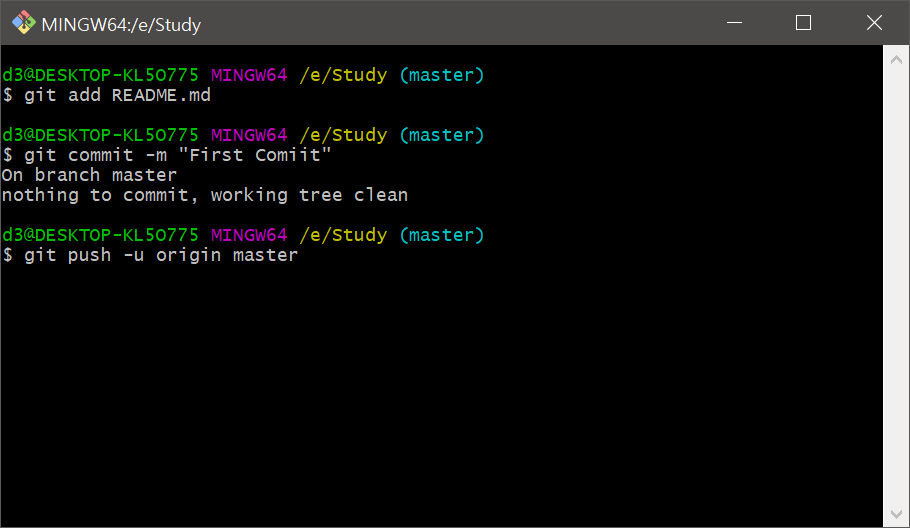 MINGW64:/e/Study
d3@DESKTOP-KL5O775 MINGW64 /e/Study (master)
$ git add README.md
d3@DESKTOP-KL5O775 MINGW64 /e/Study (master)
$ git commit -m "First Comiit"
On branch master
nothing to commit, working tree clean
d3@DESKTOP-KL5O775 MINGW64 /e/Study (master)
$ git push -u origin master